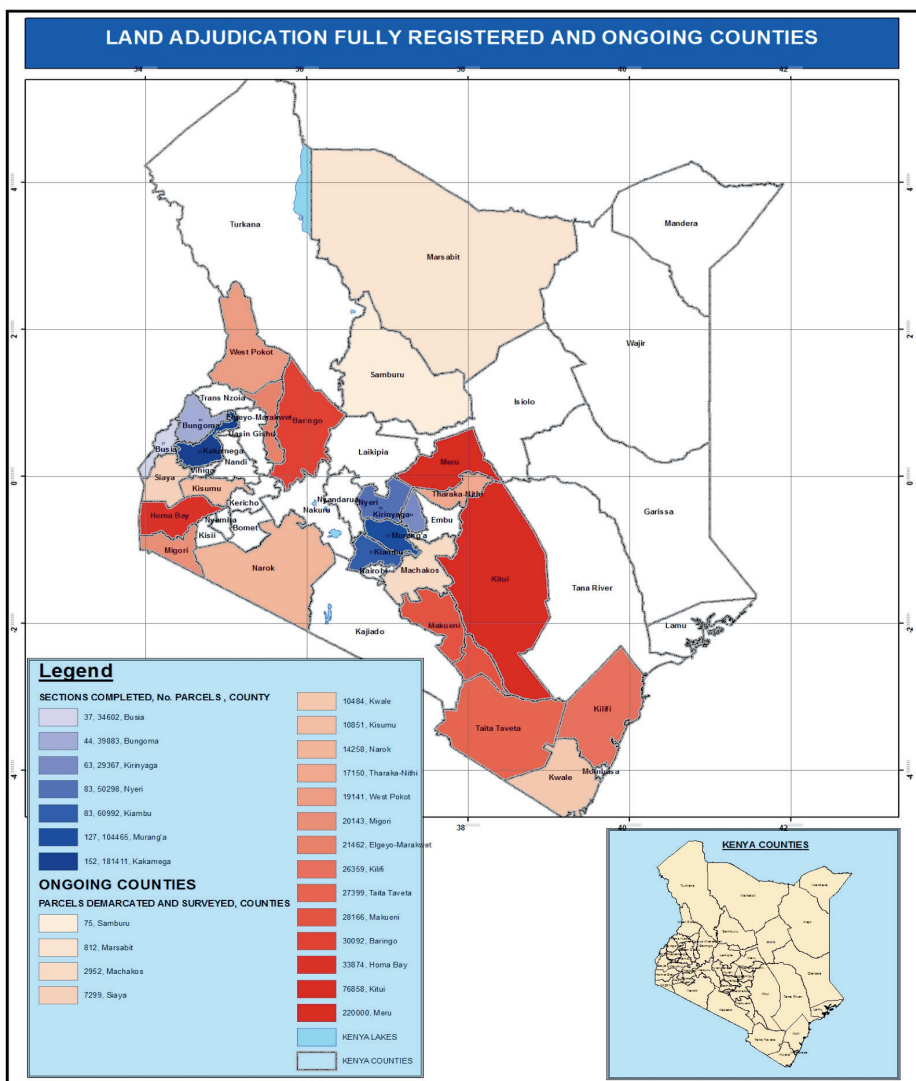 LAND ADJUDICATION FULLY REGISTERED AND ONGOING COUNTIES
34
36
38
40
42
Turkana
Mandera
Marsabit
Wajir
West Pokot
Samburu
Isiolo
Trans Nzoia
Elgeyo-Marakwet
Baringo
Bungoma
Uasin Gishu
Busia
Kakamega
Laikipia
Meru
Nandi
Vihiga
Siaya
Kisumu
Tharaka-Nithi
Kericho
Nyandarua
Nyeri
Garissa
Homa Bay
Nyamira
Nakuru
Kirinyaga
Embu
Kisii
Bomet
Murang'a
Migori
Kiambu
Narok
Nairobi
Machakos
Kitui
Tana River
Makueni
Kajiado
Lamu
Taita Taveta
Kilifi
Mombasa
Kwale
38
40
42
Legend
SECTIONS COMPLETED, No. PARCELS , COUNTY
37, 34602, Busia
44, 39883, Bungoma
63, 29367, Kirinyaga
83, 50298, Nyeri
83, 60992, Kiambu
127, 104465, Murang'a
152, 181411, Kakamega
ONGOING COUNTIES
PARCELS DEMARCATED AND SURVEYED, COUNTIES
75, Samburu
812, Marsabit
2952, Machakos
7299, Siaya
10484, Kwale
10851, Kisumu
14258, Narok
17150, Tharaka-Nithi
19141, West Pokot
20143, Migori
21462, Elgeyo-Marakwet
26359, Kilifi
27399, Taita Taveta
28166, Makueni
30092, Baringo
33874, Homa Bay
76858, Kitui
220000, Meru
KENYA LAKES
KENYA COUNTIES
KENYA COUNTIES